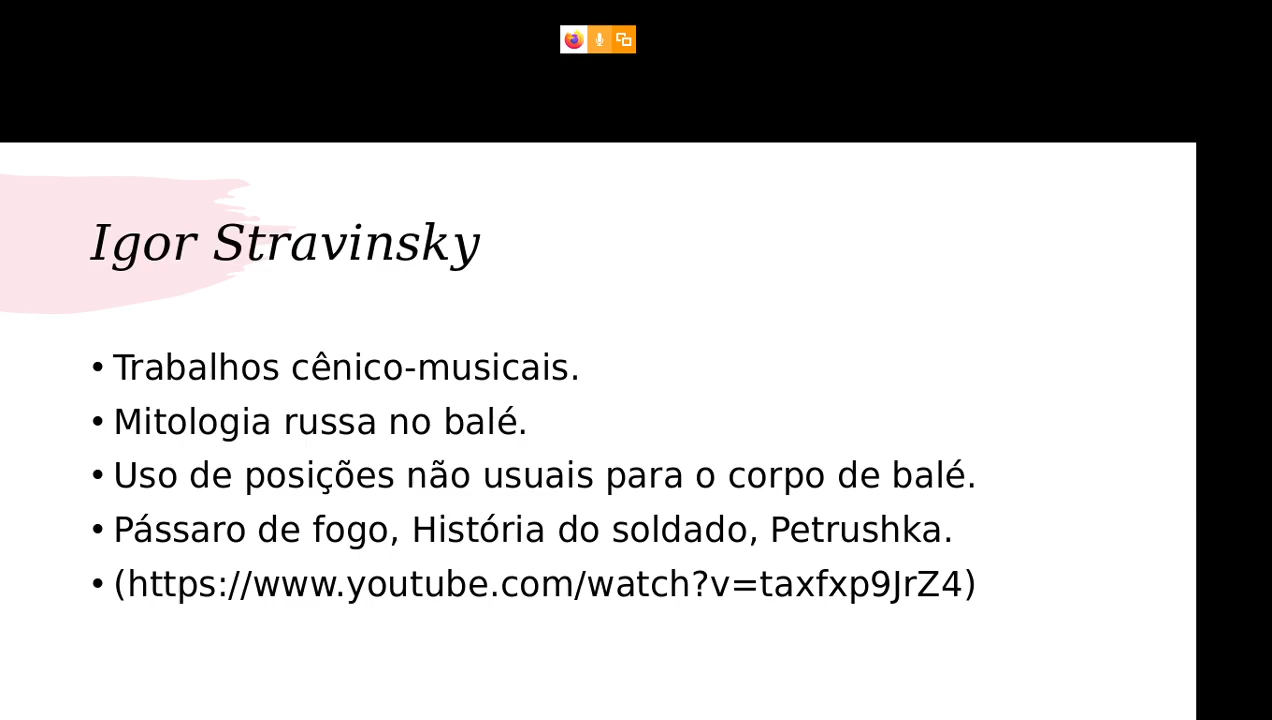 Igor Stravinsky
• Trabalhos cênico-musicais.
• Mitologia russa no balé.
• Uso de posições não usuais para o corpo de balé.
• Pássaro de fogo, História do soldado, Petrushka.
• (https://www.youtube.com/watch?v=taxfxp9JrZ4)